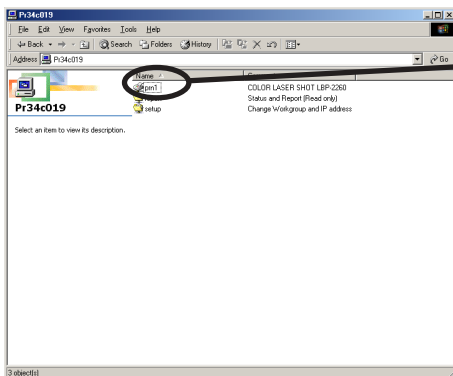 Pr34c019
File Edit View Favorites Tools Help
Back Search Folders History
Address Pr34c019 Go
Name
prn1 COLOR LASER SHOT LBP-2260
Status and Report (Read only)
setup Change Workgroup and IP address
Pr34c019
Select an item to view its description.
3 object(s)